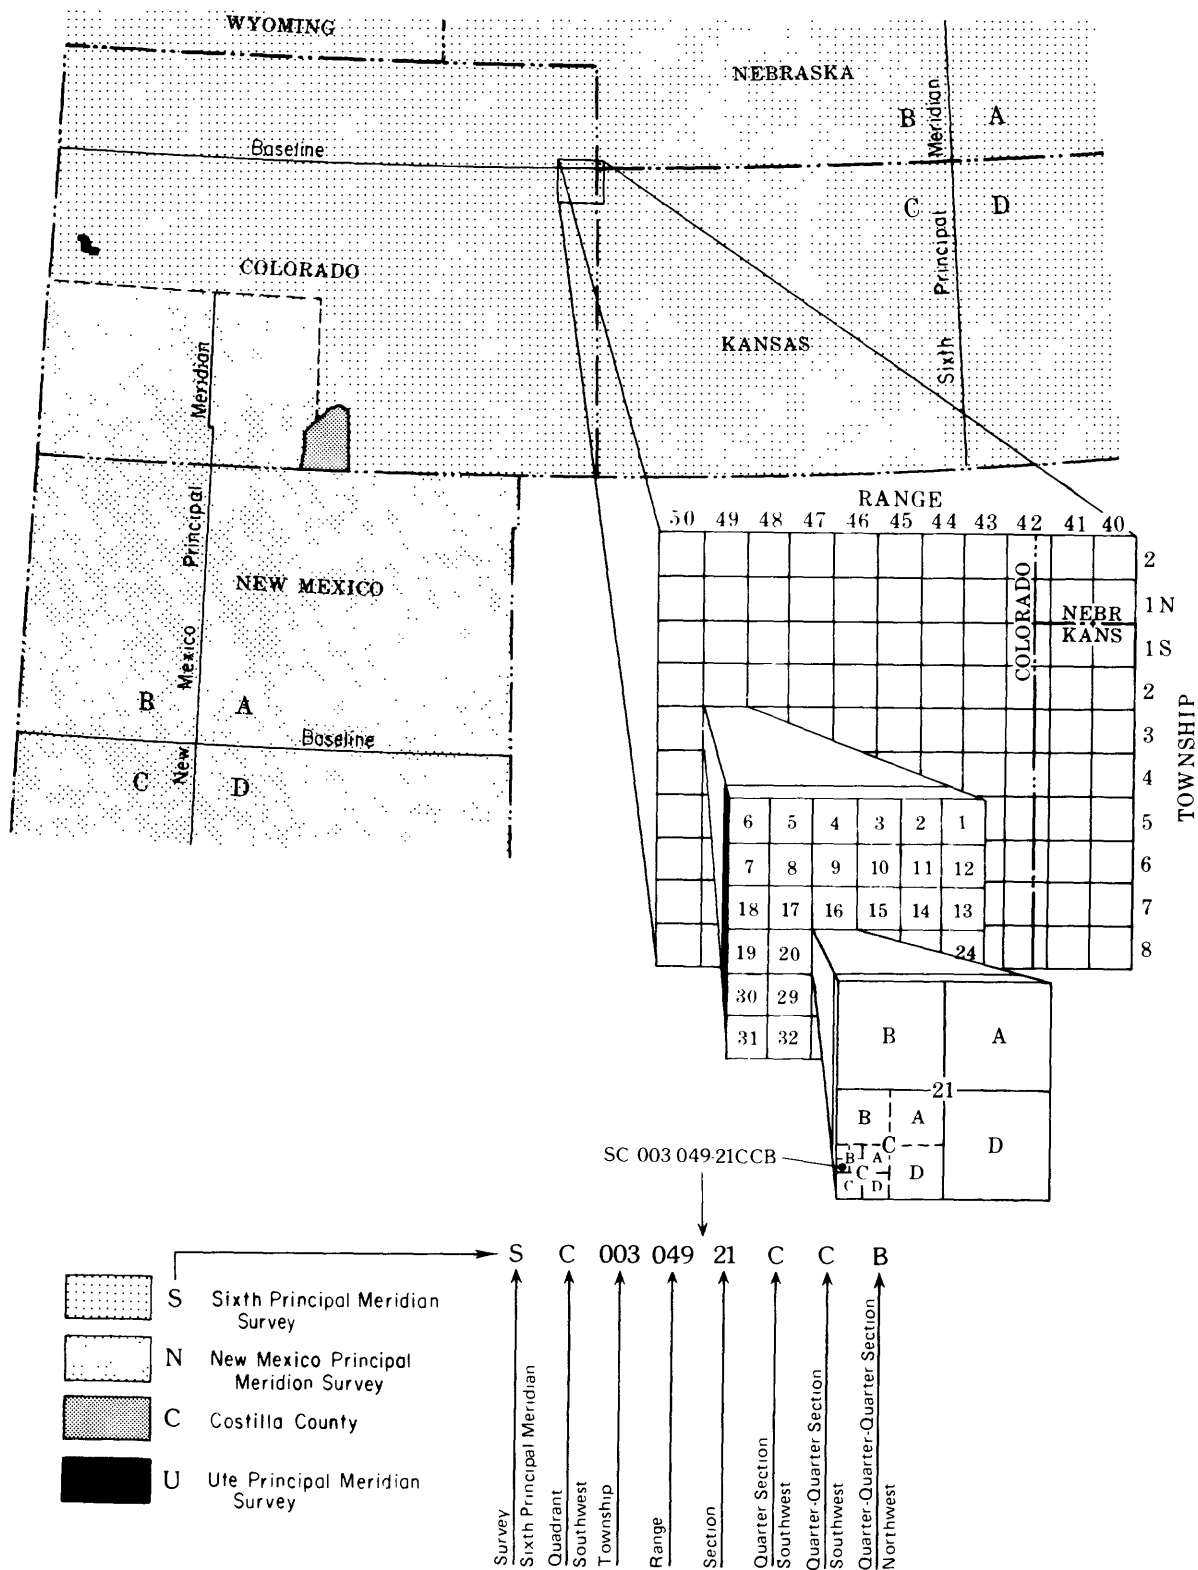 WYOMING
NEBRASKA
B
A
Meridian
Baseline
C
D
Principal
COLORADO
KANSAS
Sixth
Meridian
RANGE
50 49 48 47 46 45 44 43 42 41 40
Principal
NEW MEXICO
COLORADO
2
1 N
NEBR
KANS
1 S
2
Mexico
B
A
3
TOWNSHIP
Baseline
New
C
D
4
6 5 4 3 2 1
5
7 8 9 10 11 12
6
18 17 16 15 14 13
7
19 20 24
8
30 29
31 32
B
A
21
B
A
C
D
D
B
A
C
C
D
SC 003 049-21CCB
S C 003 049 21 C C B
S Sixth Principal Meridian
Survey
N New Mexico Principal
Meridion Survey
C Costilla County
U Ute Principal Meridian
Survey
Survey
Sixth Principal Meridian
Quadrant
Southwest
Township
Range
Section
Quarter Section
Southwest
Quarter-Quarter Section
Southwest
Quarter-Quarter-Quarter Section
Northwest